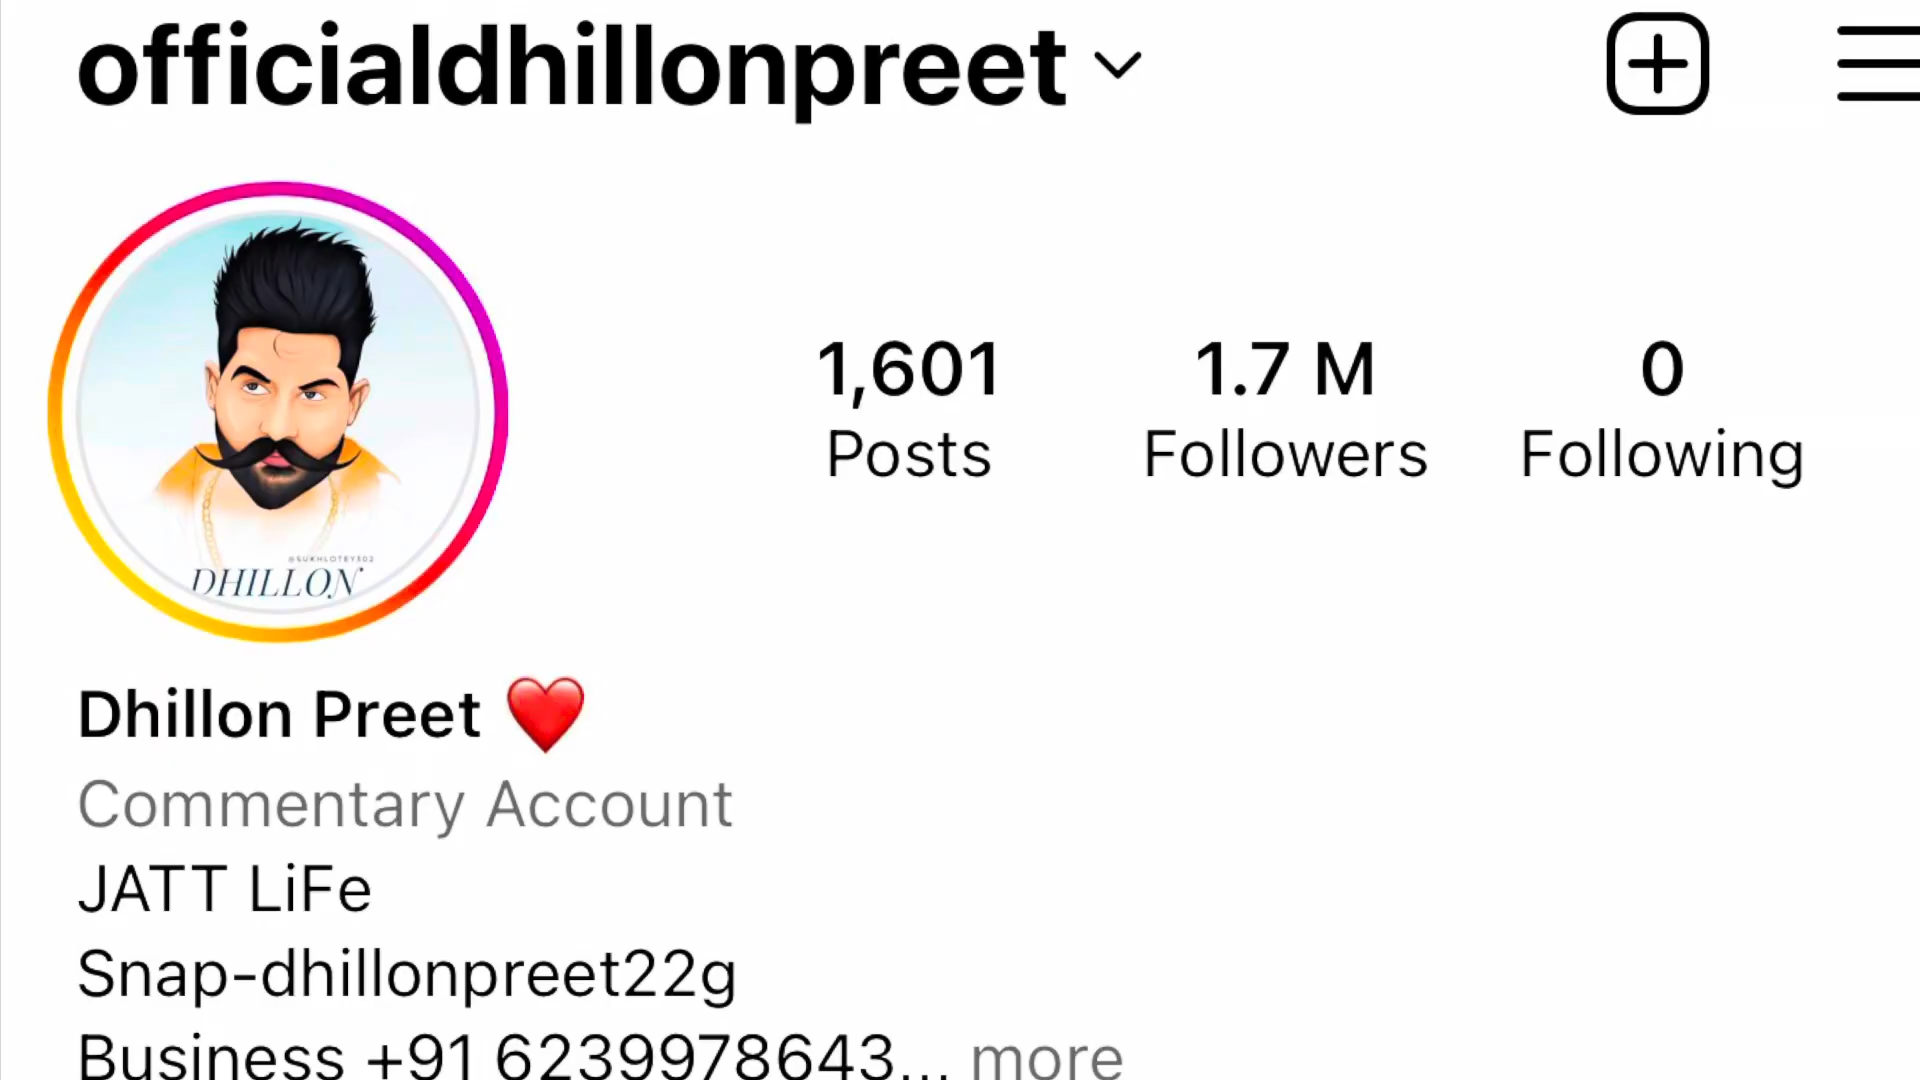 officialdhillonpreet
1,601
Posts
1.7 M
Followers
0
Following
@SUKHLOTEY302
DHILLON
Dhillon Preet ❤️
Commentary Account
JATT LiFe
Snap-dhillonpreet22g
Business +91 6239978643... more